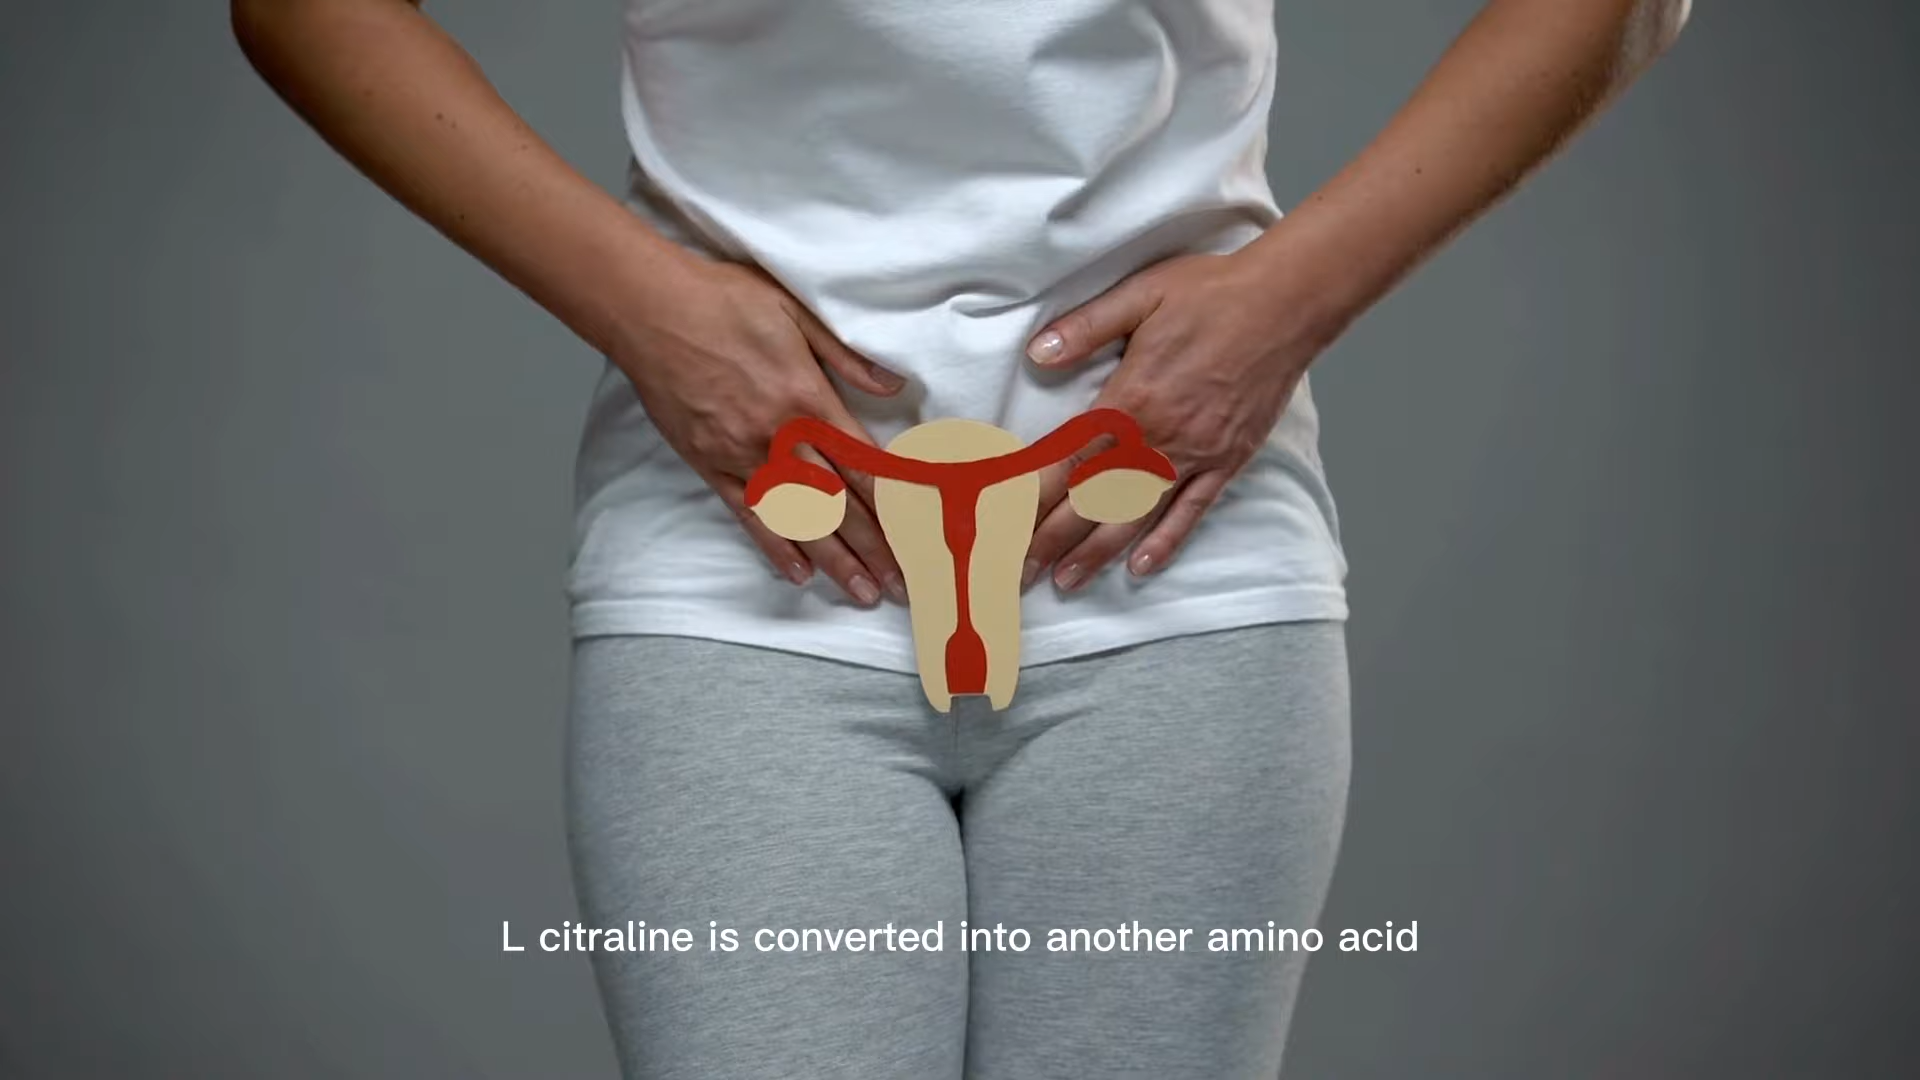 L citraline is converted into another amino acid